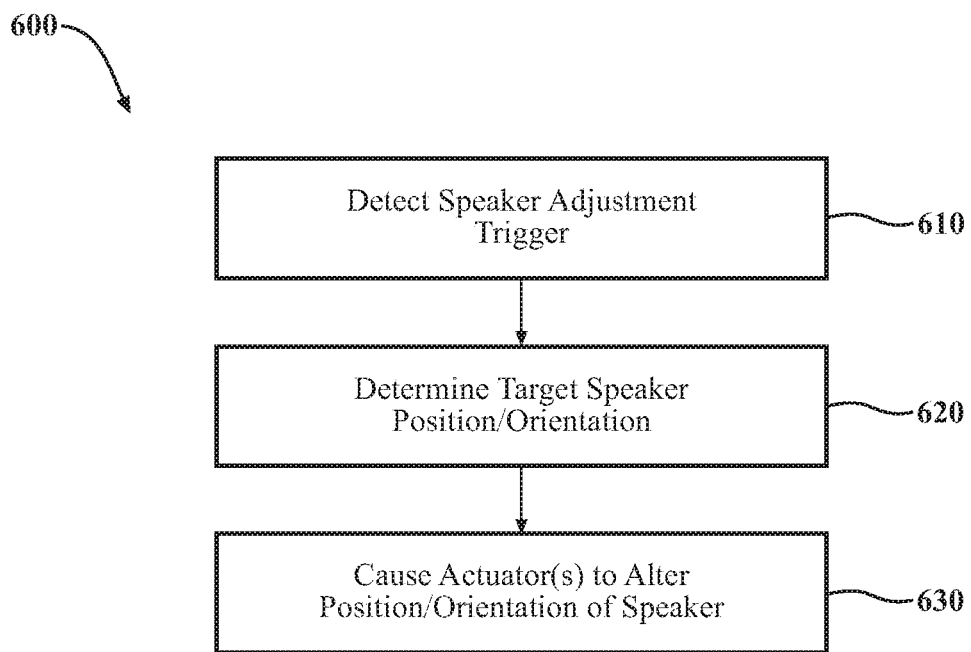 600
Detect Speaker Adjustment
Trigger
610
Determine Target Speaker
Position/Orientation
620
Cause Actuator(s) to Alter
Position/Orientation of Speaker
630